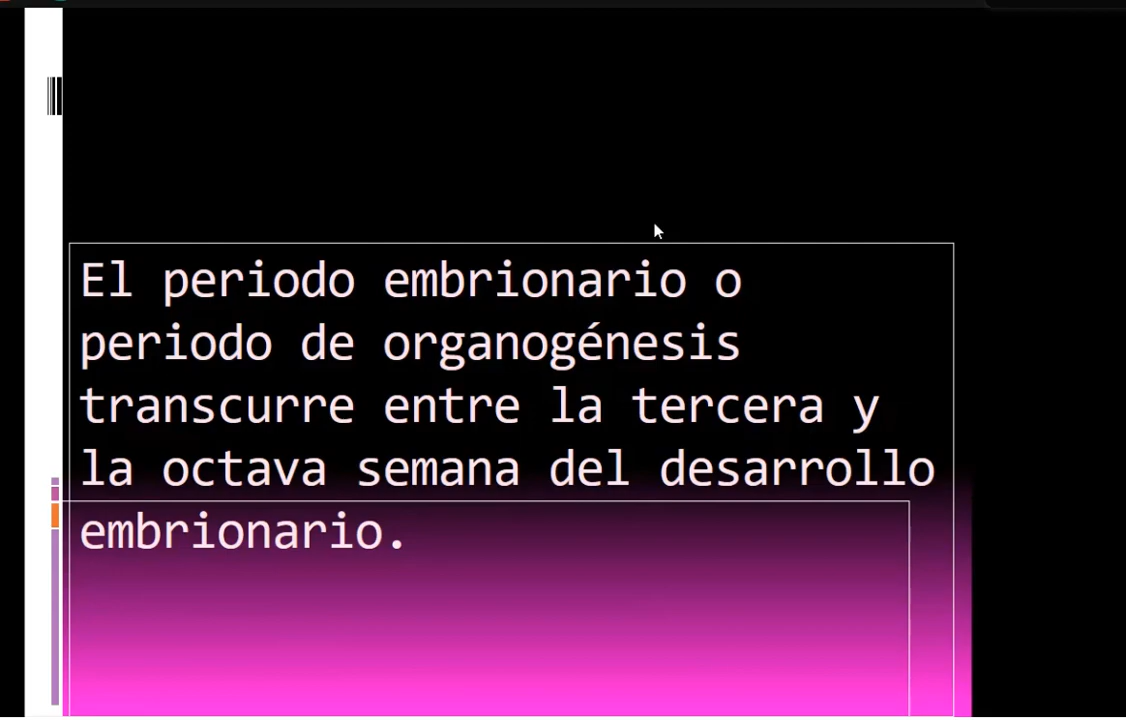 El periodo embrionario o
periodo de organogénesis
transcurre entre la tercera y
la octava semana del desarrollo
embrionario.